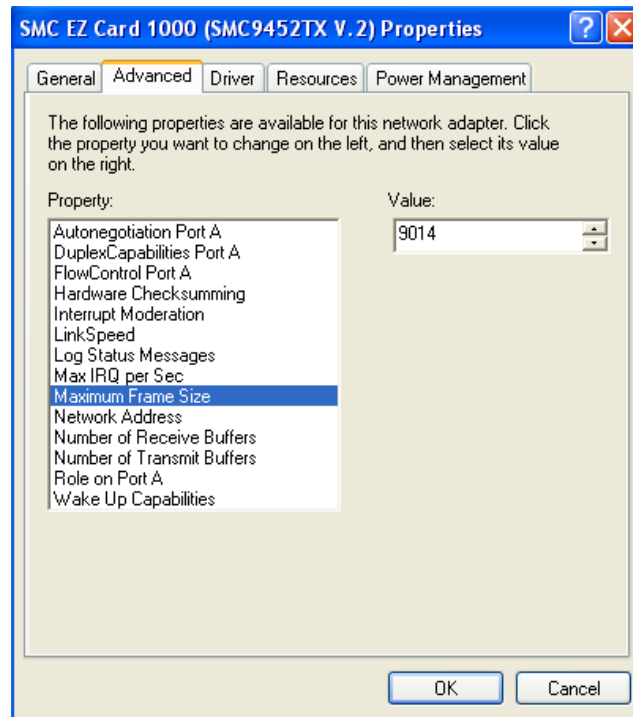 SMC EZ Card 1000 (SMC9452TX V.2) Properties
General Advanced Driver Resources Power Management
The following properties are available for this network adapter. Click
the property you want to change on the left, and then select its value
on the right.
Property: Value:
Autonegotiation Port A 9014
DuplexCapabilities Port A
FlowControl Port A
Hardware Checksumming
Interrupt Moderation
LinkSpeed
Log Status Messages
Max IRQ per Sec
Maximum Frame Size
Network Address
Number of Receive Buffers
Number of Transmit Buffers
Role on Port A
Wake Up Capabilities
OK Cancel